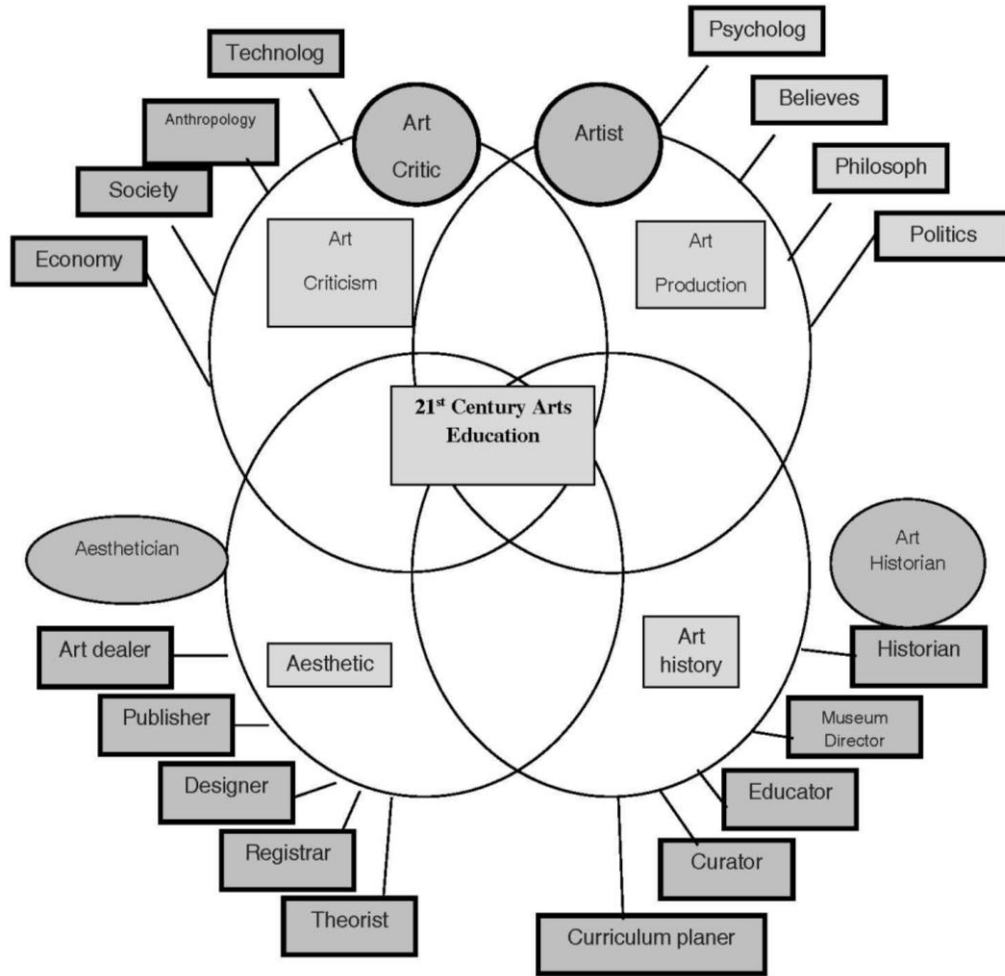 Psycholog
Technolog
Believes
Anthropology
Art
Critic
Artist
Society
Philosoph
Economy
Politics
Art
Criticism
Art
Production
21st Century Arts
Education
Aesthetician
Art
Historian
Art dealer
Aesthetic
Art
history
Historian
Publisher
Museum
Director
Designer
Educator
Registrar
Curator
Theorist
Curriculum planer